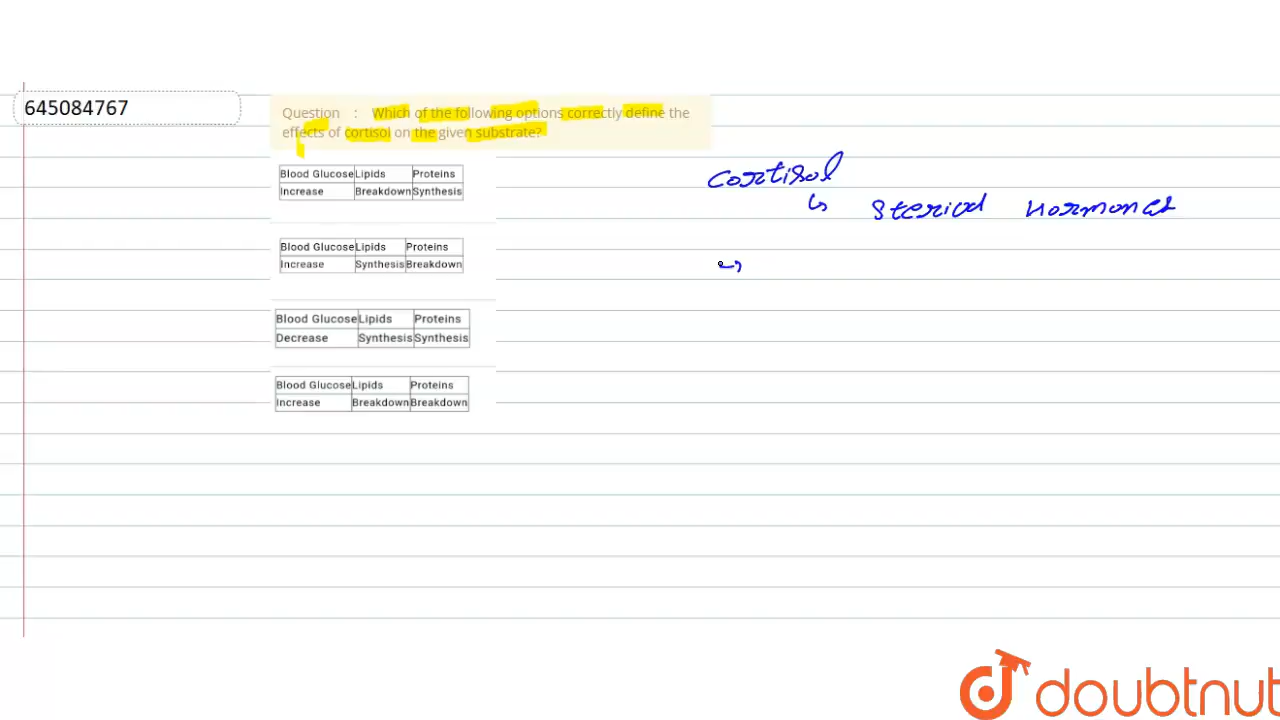 645084767
Question : Which of the following options correctly define the
effects of cortisol on the given substrate?
Blood Glucose Lipids Proteins
Increase Breakdown Synthesis
Blood Glucose Lipids Proteins
Increase Synthesis Breakdown
Blood Glucose Lipids Proteins
Decrease Synthesis Synthesis
Blood Glucose Lipids Proteins
Increase Breakdown Breakdown
Cortisol
↳ Steriod Hormones
↪
doubtnut